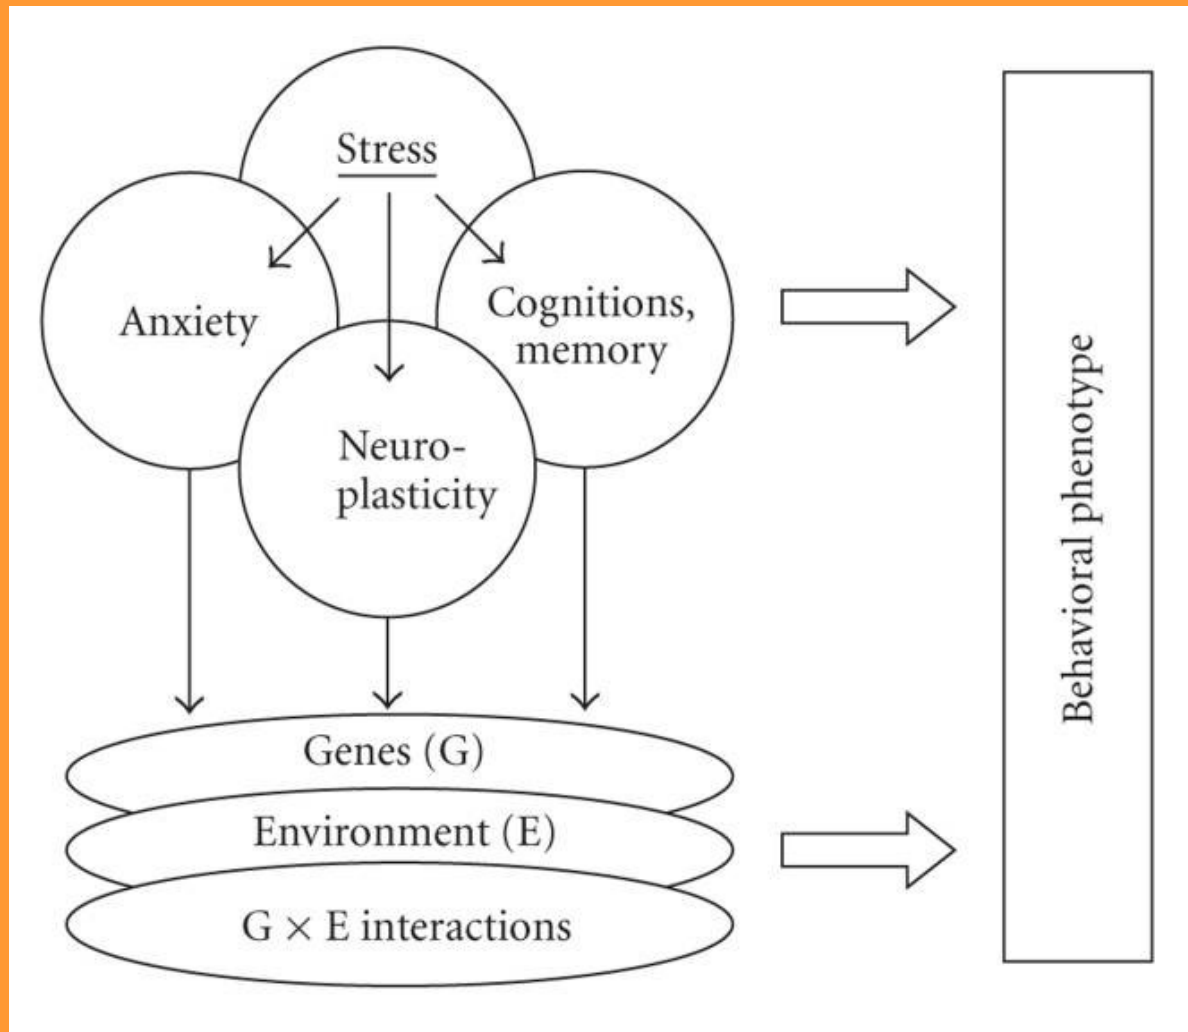 Stress
Anxiety
Cognitions,
memory
Neuro-
plasticity
Genes (G)
Environment (E)
G × E interactions
Behavioral phenotype